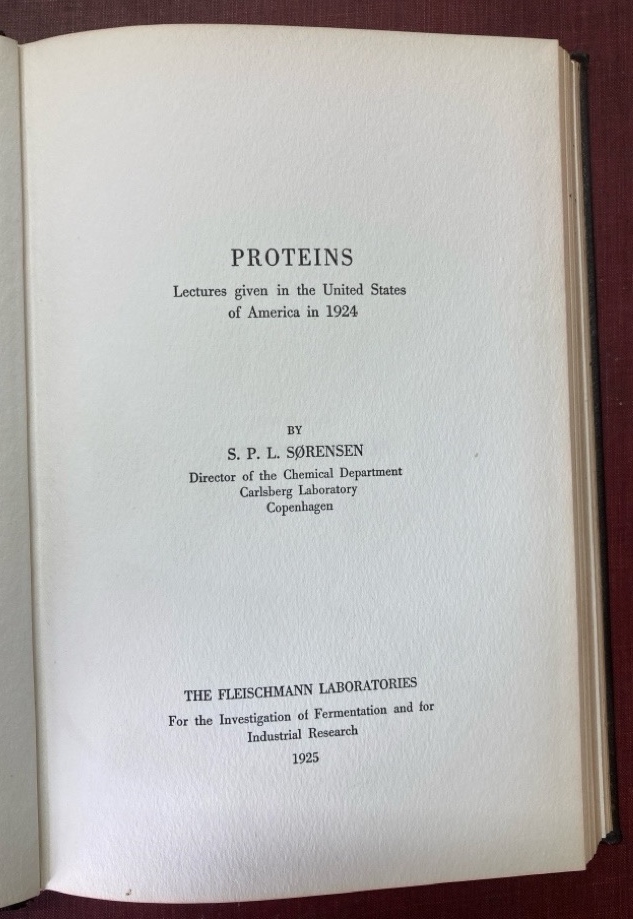 PROTEINS
Lectures given in the United States
of America in 1924
BY
S. P. L. SØRENSEN
Director of the Chemical Department
Carlsberg Laboratory
Copenhagen
THE FLEISCHMANN LABORATORIES
For the Investigation of Fermentation and for
Industrial Research
1925